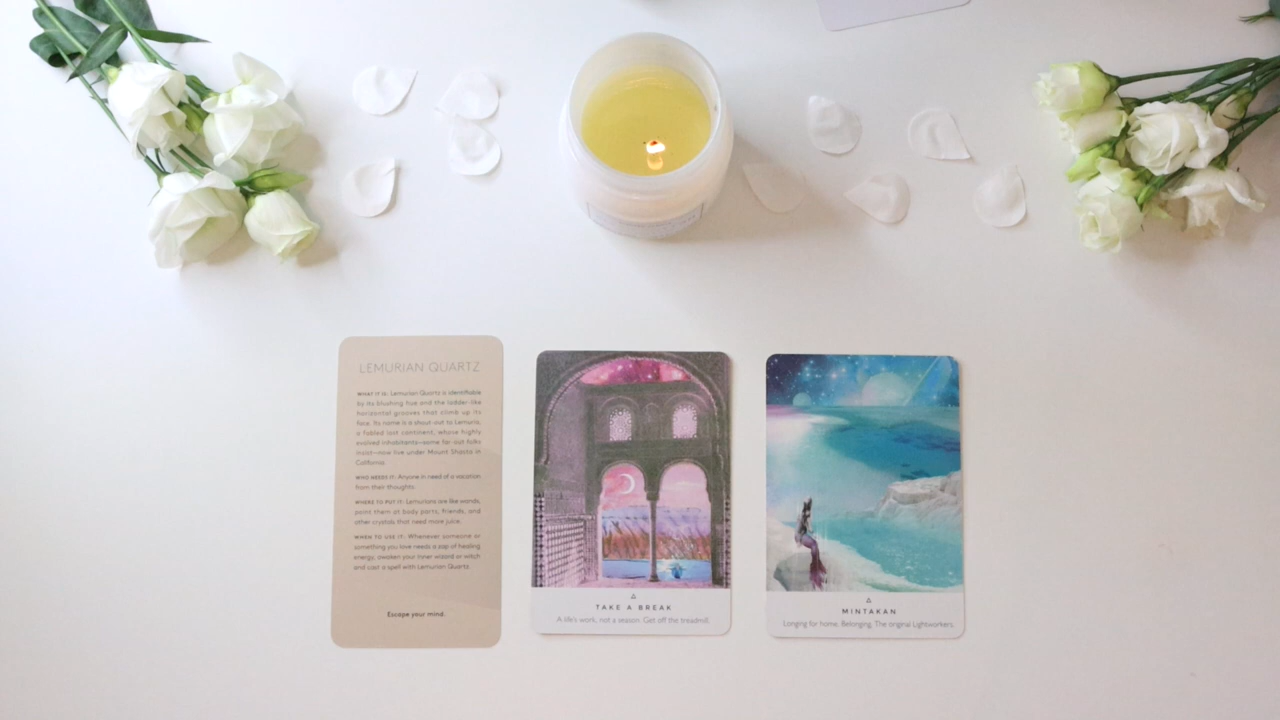 LEMURIAN QUARTZ
WHAT IT IS: Lemurian Quartz is identifiable
by its blushing hue and the ladder-like
horizontal grooves that climb up its
face. Its name is a shout-out to Lemuria,
a fabled lost continent, whose highly
evolved inhabitants—some far-out folks
insist—now live under Mount Shasta in
California.
WHO NEEDS IT: Anyone in need of a vacation
from their thoughts.
WHERE TO PUT IT: Lemurians are like wands,
point them at body parts, friends, and
other crystals that need more juice.
WHEN TO USE IT: Whenever someone or
something you love needs a zap of healing
energy, awaken your inner wizard or witch
and cast a spell with Lemurian Quartz.
Escape your mind.
TAKE A BREAK
A life's work, not a season. Get off the treadmill.
MINTAKAN
Longing for home. Belonging. The original Lightworkers.